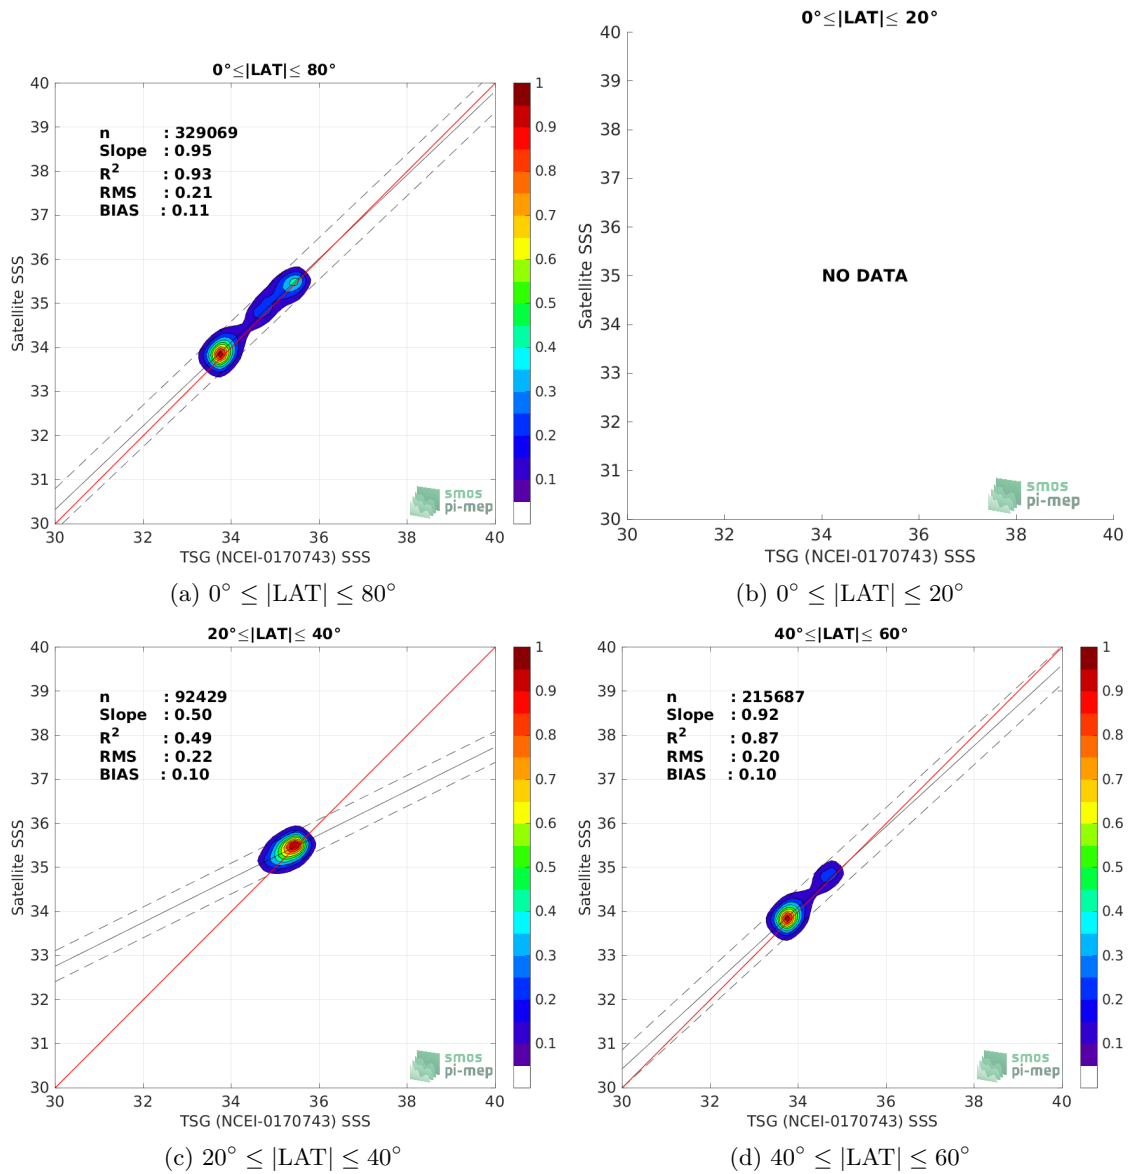 0°≤|LAT|≤ 80°
40
39
38
37
36
35
34
33
32
31
30
Satellite SSS
n : 329069
Slope : 0.95
R² : 0.93
RMS : 0.21
BIAS : 0.11
smos
pi-mep
30 32 34 36 38 40
TSG (NCEI-0170743) SSS
1
0.9
0.8
0.7
0.6
0.5
0.4
0.3
0.2
0.1
(a) 0° ≤ |LAT| ≤ 80°
0°≤|LAT|≤ 20°
40
39
38
37
36
35
34
33
32
31
30
Satellite SSS
NO DATA
smos
pi-mep
30 32 34 36 38 40
TSG (NCEI-0170743) SSS
(b) 0° ≤ |LAT| ≤ 20°
20°≤|LAT|≤ 40°
40
39
38
37
36
35
34
33
32
31
30
Satellite SSS
n : 92429
Slope : 0.50
R² : 0.49
RMS : 0.22
BIAS : 0.10
smos
pi-mep
30 32 34 36 38 40
TSG (NCEI-0170743) SSS
1
0.9
0.8
0.7
0.6
0.5
0.4
0.3
0.2
0.1
(c) 20° ≤ |LAT| ≤ 40°
40°≤|LAT|≤ 60°
40
39
38
37
36
35
34
33
32
31
30
Satellite SSS
n : 215687
Slope : 0.92
R² : 0.87
RMS : 0.20
BIAS : 0.10
smos
pi-mep
30 32 34 36 38 40
TSG (NCEI-0170743) SSS
1
0.9
0.8
0.7
0.6
0.5
0.4
0.3
0.2
0.1
(d) 40° ≤ |LAT| ≤ 60°